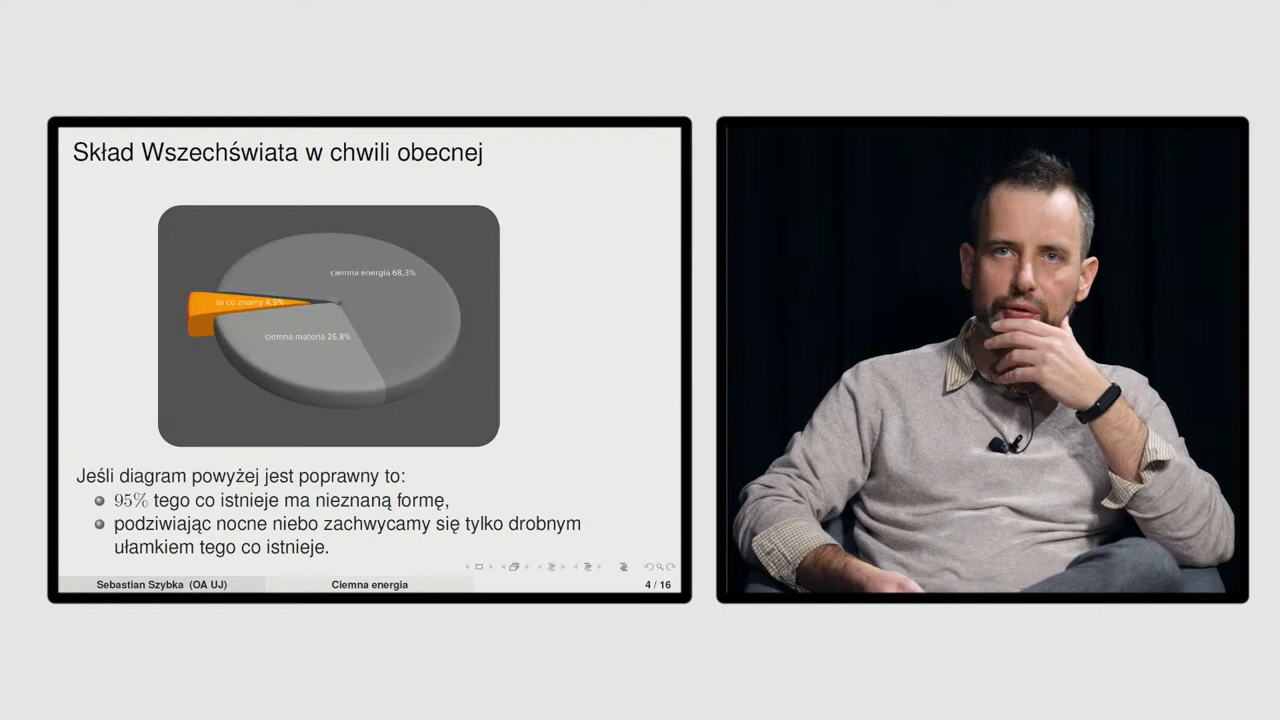 Skład Wszechświata w chwili obecnej
ciemna energia 68,3%
to co znamy 4,9%
ciemna materia 26,8%
Jeśli diagram powyżej jest poprawny to:
95% tego co istnieje ma nieznaną formę,
podziwiając nocne niebo zachwycamy się tylko drobnym
ułamkiem tego co istnieje.
Sebastian Szybka (OA UJ)
Ciemna energia
4 / 16